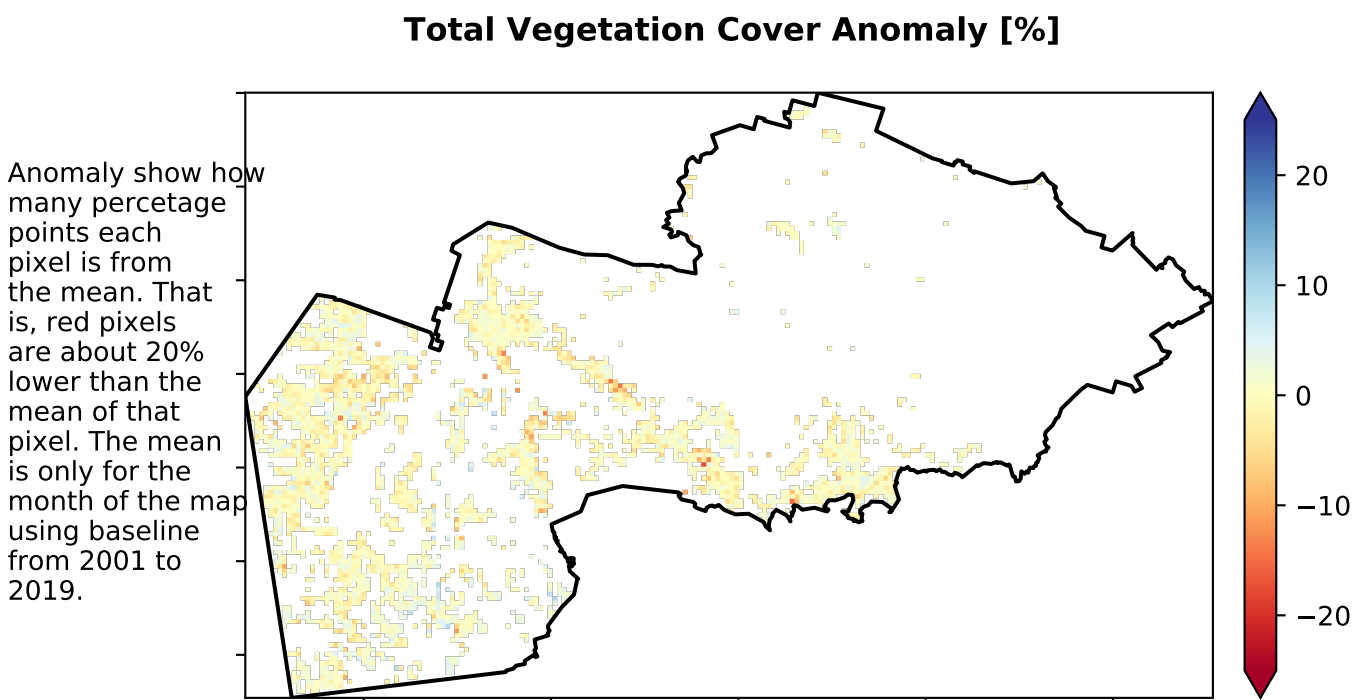 Total Vegetation Cover Anomaly [%]
Anomaly show how
many percetage
points each
pixel is from
the mean. That
is, red pixels
are about 20%
lower than the
mean of that
pixel. The mean
is only for the
month of the map
using baseline
from 2001 to
2019.
20
10
0
−10
−20